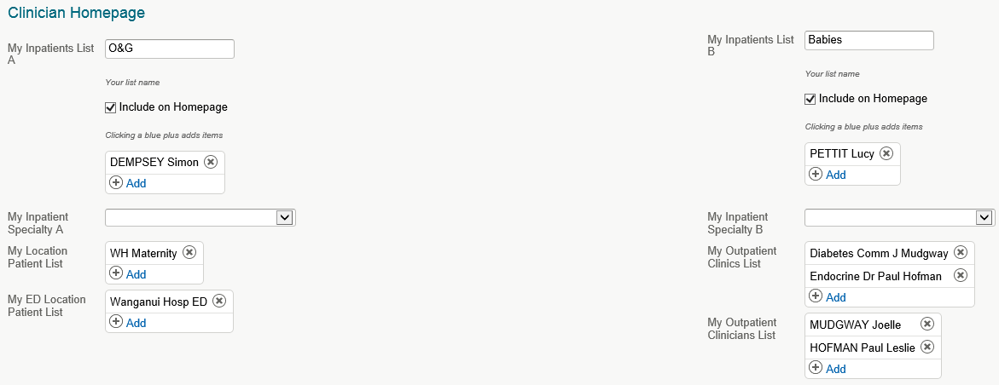 Clinician Homepage
My Inpatients List
A
O&G
Your list name
Include on Homepage
Clicking a blue plus adds items
DEMPSEY Simon
Add
My Inpatient
Specialty A
My Location
Patient List
WH Maternity
Add
My ED Location
Patient List
Wanganui Hosp ED
Add
My Inpatients List
B
Babies
Your list name
Include on Homepage
Clicking a blue plus adds items
PETTIT Lucy
Add
My Inpatient
Specialty B
My Outpatient
Clinics List
Diabetes Comm J Mudgway
Endocrine Dr Paul Hofman
Add
My Outpatient
Clinicians List
MUDGWAY Joelle
HOFMAN Paul Leslie
Add